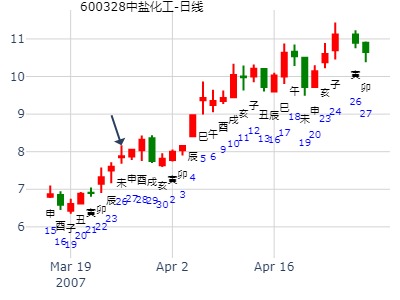 600328中盐化工-日线
11
10
9
8
7
6
申 酉 子 丑 寅 卯 辰 未 申 酉 戌 亥 寅 卯 辰 巳 午 酉 戌 亥 子 丑 辰 巳 午 未 申 亥 子 寅 卯
15 16 19 20 21 22 23 26 27 28 29 30 2 3 4 5 6 9 10 11 12 13 16 17 18 19 20 23 24 26 27
Mar 19 Apr 2 Apr 16
2007